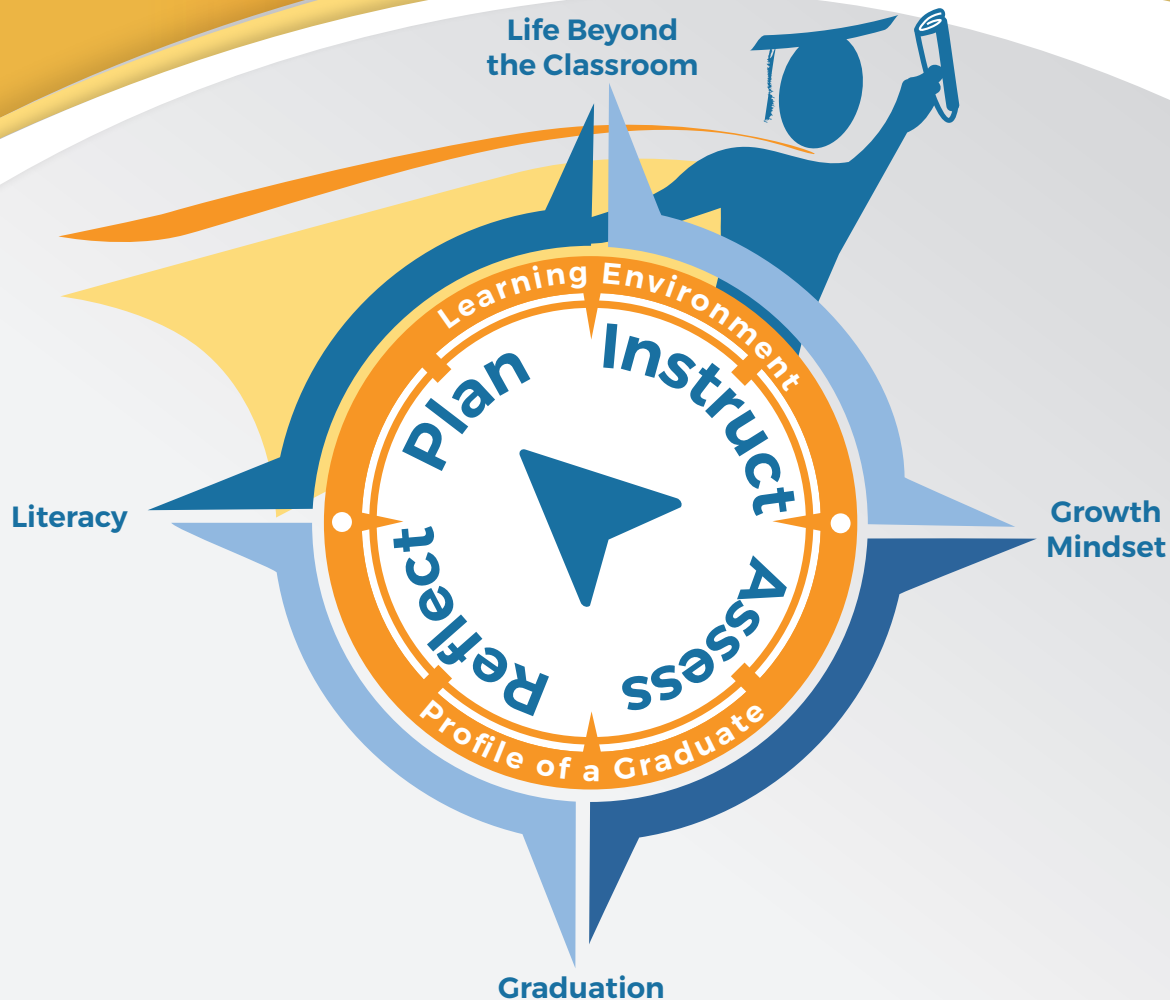 Life Beyond
the Classroom
Learning Environment
Plan
Instruct
Literacy
Growth
Mindset
Reflect
Assess
Profile of a Graduate
Graduation